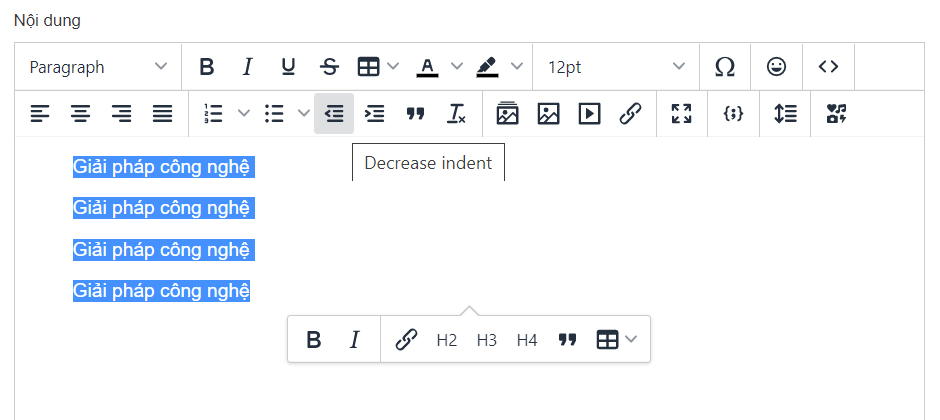 Nội dung
Paragraph B I U S A 12pt Ω
Giải pháp công nghệ
Decrease indent
Giải pháp công nghệ
Giải pháp công nghệ
Giải pháp công nghệ
B I H2 H3 H4